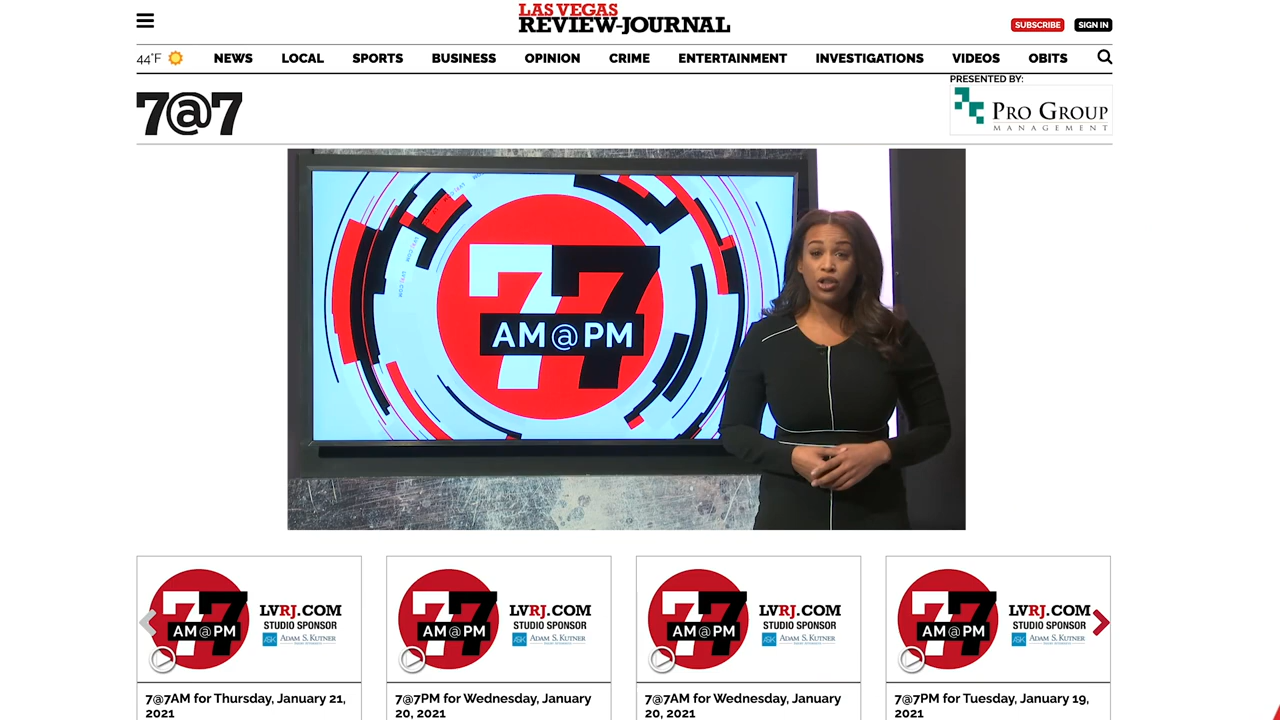 LAS VEGAS
REVIEW-JOURNAL
SUBSCRIBE
SIGN IN
44°F
NEWS
LOCAL
SPORTS
BUSINESS
OPINION
CRIME
ENTERTAINMENT
INVESTIGATIONS
VIDEOS
OBITS
PRESENTED BY:
7@7
PRO GROUP
MANAGEMENT
77
AM@PM
77
AM@PM
LVRJ.COM
STUDIO SPONSOR
ASK ADAM S. KUTNER
7@7AM for Thursday, January 21,
2021
77
AM@PM
LVRJ.COM
STUDIO SPONSOR
ASK ADAM S. KUTNER
7@7PM for Wednesday, January
20, 2021
77
AM@PM
LVRJ.COM
STUDIO SPONSOR
ASK ADAM S. KUTNER
7@7AM for Wednesday, January
20, 2021
77
AM@PM
LVRJ.COM
STUDIO SPONSOR
ASK ADAM S. KUTNER
7@7PM for Tuesday, January 19,
2021